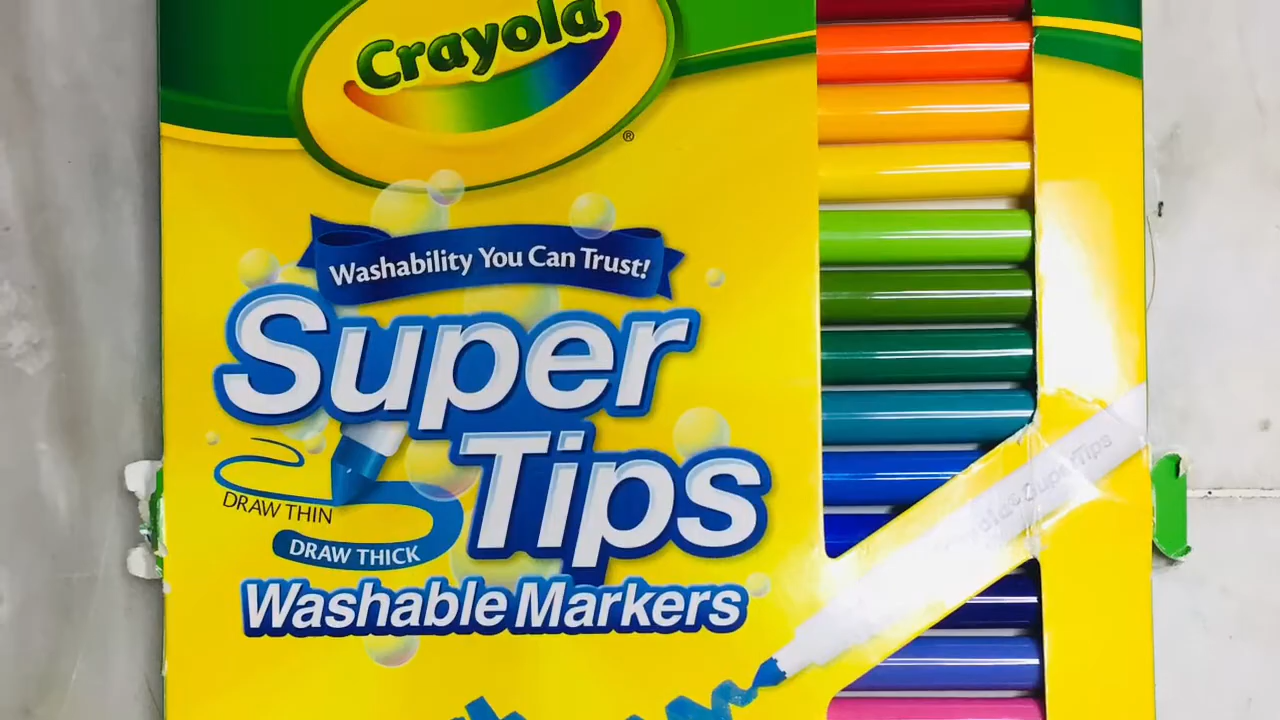 Crayola
®
Washability You Can Trust!
Super
Tips
DRAW THIN
DRAW THICK
Washable Markers